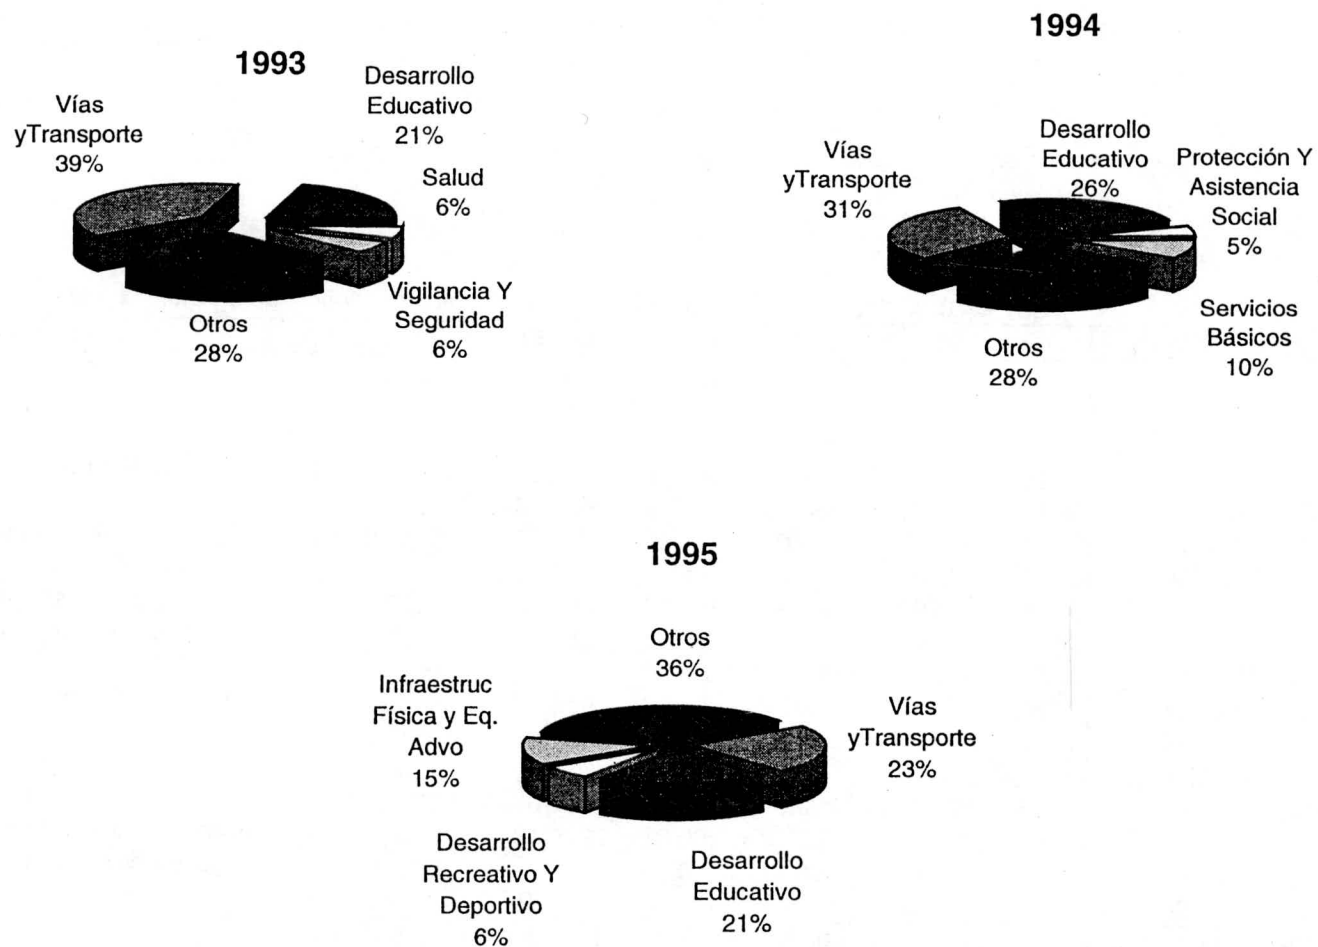 1993
Vías
yTransporte
39%
Desarrollo
Educativo
21%
Salud
6%
Vigilancia Y
Seguridad
6%
Otros
28%
1994
Vías
yTransporte
31%
Desarrollo
Educativo
26%
Protección Y
Asistencia
Social
5%
Servicios
Básicos
10%
Otros
28%
1995
Otros
36%
Infraestruc
Física y Eq.
Advo
15%
Vías
yTransporte
23%
Desarrollo
Recreativo Y
Deportivo
6%
Desarrollo
Educativo
21%